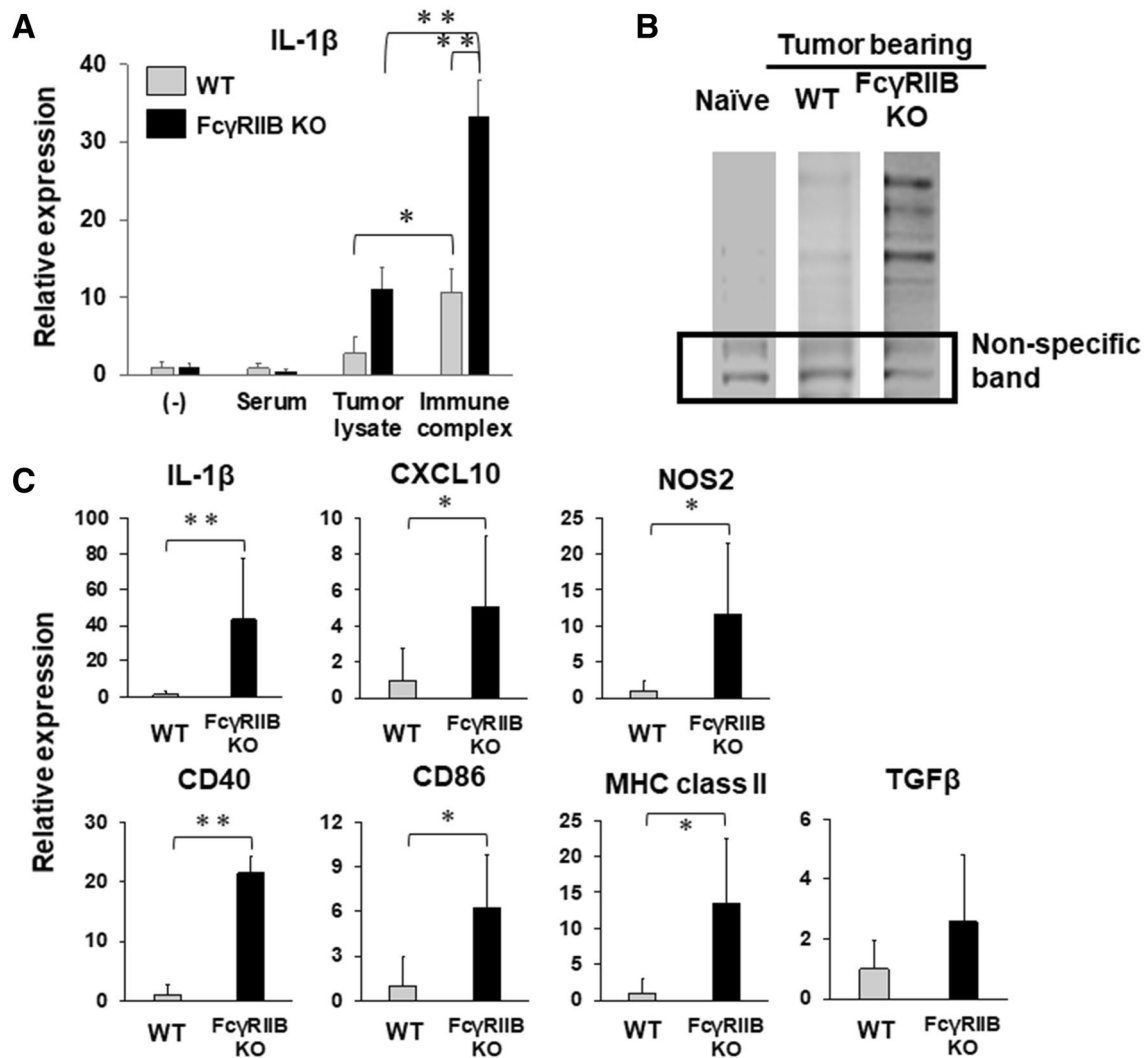 A
IL-1β
**
**
*
WT
FcγRIIB KO
Relative expression
40
30
20
10
0
(-)
Serum
Tumor
lysate
Immune
complex
B
Tumor bearing
Naïve
WT
FcγRIIB
KO
Non-specific
band
C
Relative expression
IL-1β
**
100
80
60
40
20
0
WT
FcγRIIB
KO
CXCL10
*
10
8
6
4
2
0
WT
FcγRIIB
KO
NOS2
*
25
20
15
10
5
0
WT
FcγRIIB
KO
CD40
**
30
20
10
0
WT
FcγRIIB
KO
CD86
*
12
9
6
3
0
WT
FcγRIIB
KO
MHC class II
*
25
20
15
10
5
0
WT
FcγRIIB
KO
TGFβ
6
4
2
0
WT
FcγRIIB
KO